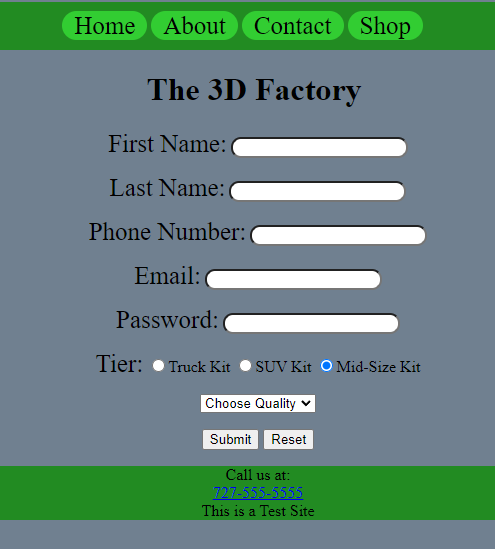 Home About Contact Shop
The 3D Factory
First Name:
Last Name:
Phone Number:
Email:
Password:
Tier: Truck Kit SUV Kit Mid-Size Kit
Choose Quality
Submit Reset
Call us at:
727-555-5555
This is a Test Site